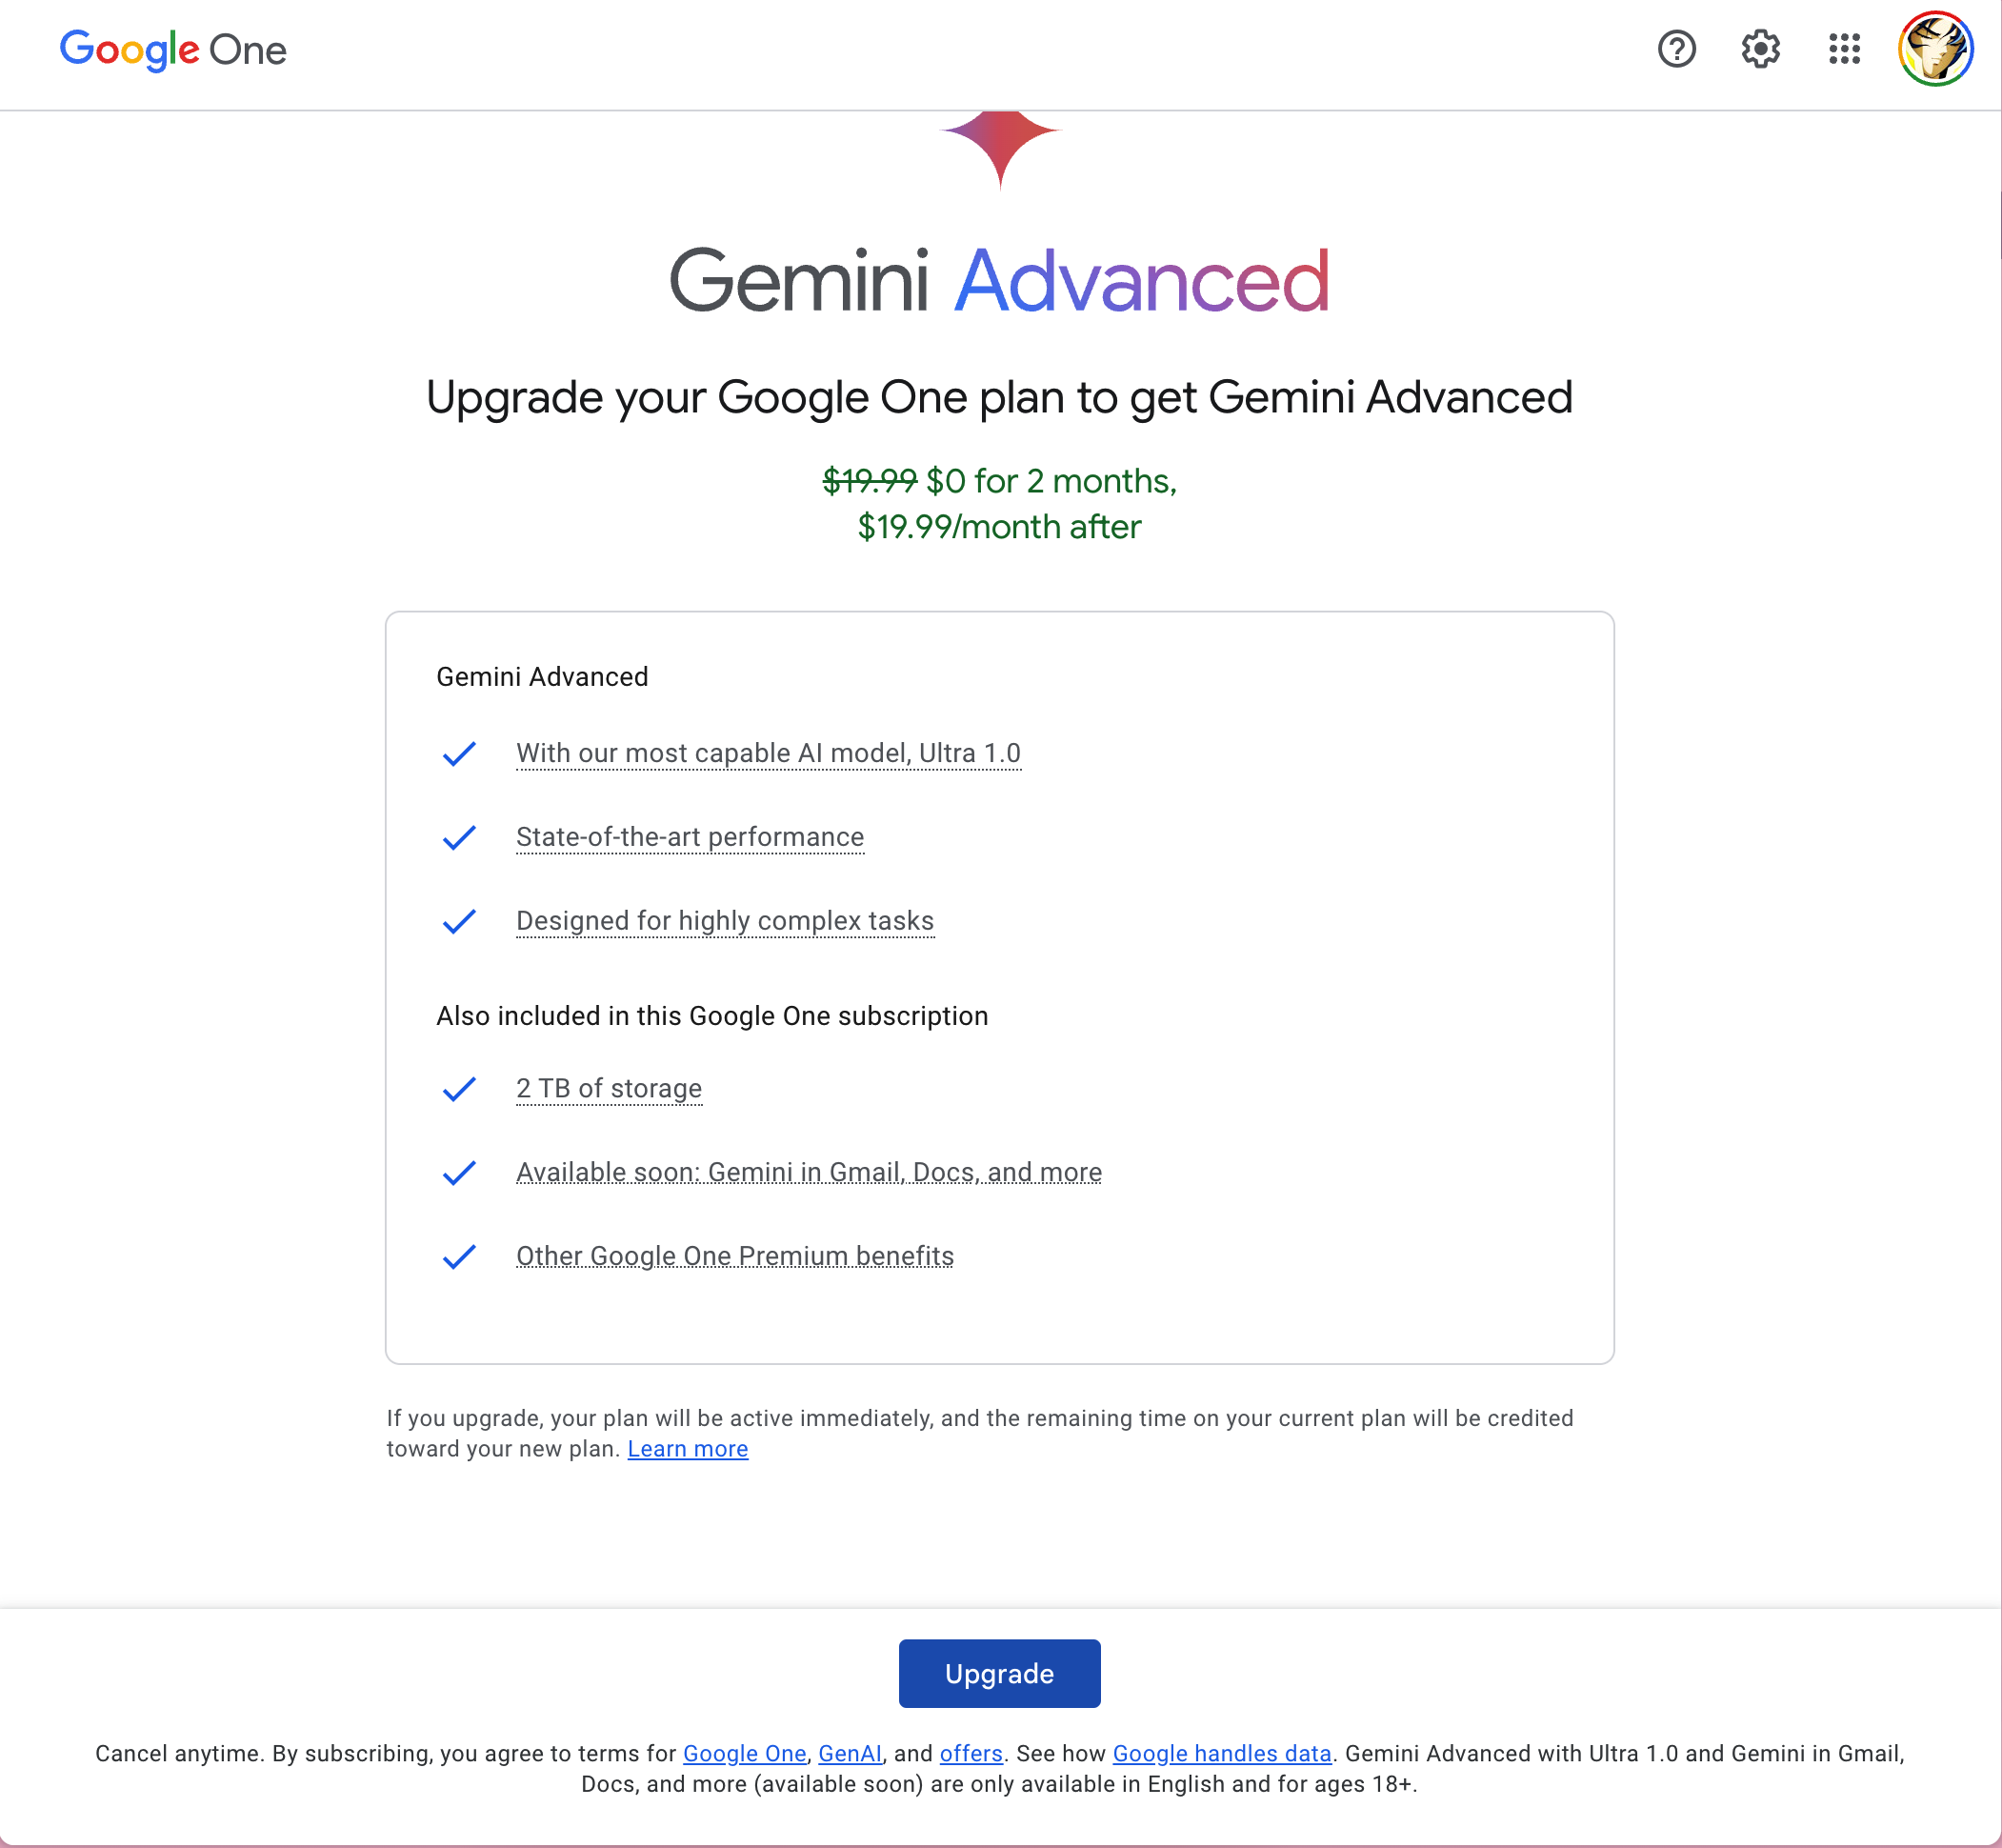 Google One
Gemini Advanced
Upgrade your Google One plan to get Gemini Advanced
$19.99 $0 for 2 months,
$19.99/month after
Gemini Advanced
With our most capable AI model, Ultra 1.0
State-of-the-art performance
Designed for highly complex tasks
Also included in this Google One subscription
2 TB of storage
Available soon: Gemini in Gmail, Docs, and more
Other Google One Premium benefits
If you upgrade, your plan will be active immediately, and the remaining time on your current plan will be credited
toward your new plan. Learn more
Upgrade
Cancel anytime. By subscribing, you agree to terms for Google One, GenAI, and offers. See how Google handles data. Gemini Advanced with Ultra 1.0 and Gemini in Gmail,
Docs, and more (available soon) are only available in English and for ages 18+.